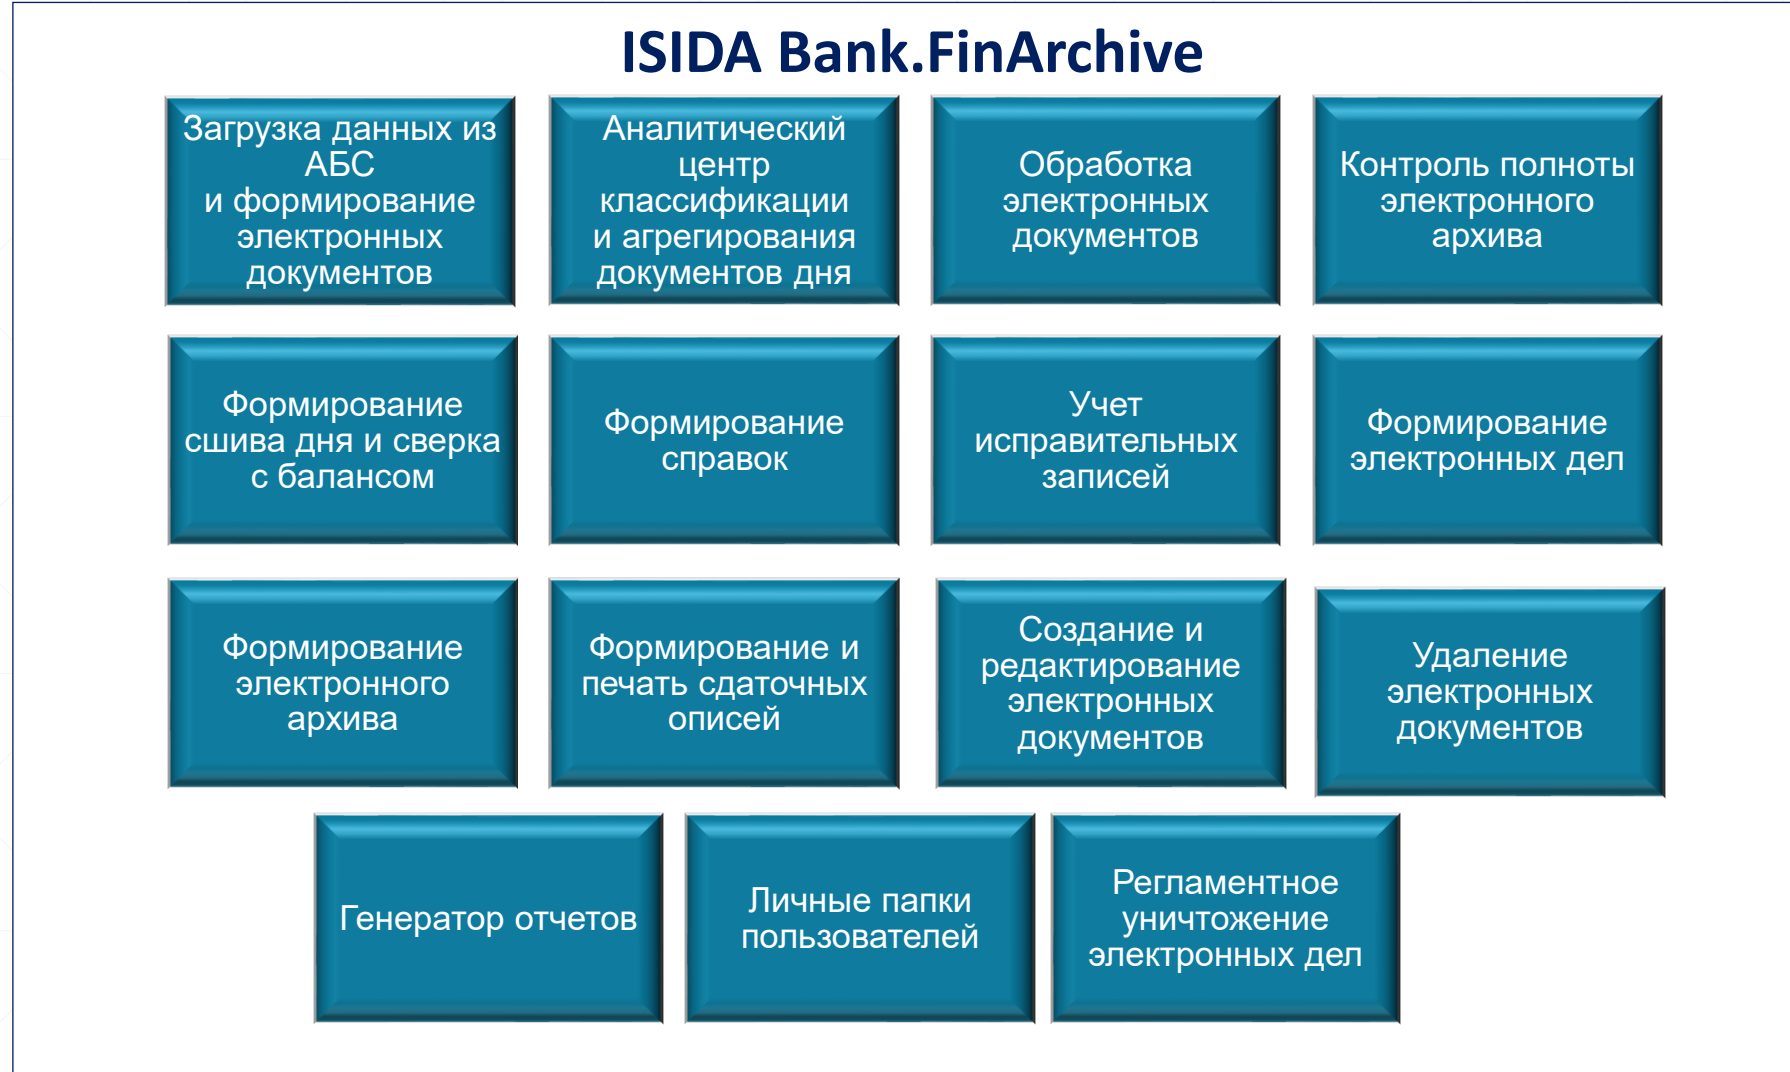 ISIDA Bank.FinArchive
Загрузка данных из
АБС
и формирование
электронных
документов
Аналитический
центр
классификации
и агрегирования
документов дня
Обработка
электронных
документов
Контроль полноты
электронного
архива
Формирование
сшива дня и сверка
с балансом
Формирование
справок
Учет
исправительных
записей
Формирование
электронных дел
Формирование
электронного
архива
Формирование и
печать сдаточных
описей
Создание и
редактирование
электронных
документов
Удаление
электронных
документов
Генератор отчетов
Личные папки
пользователей
Регламентное
уничтожение
электронных дел